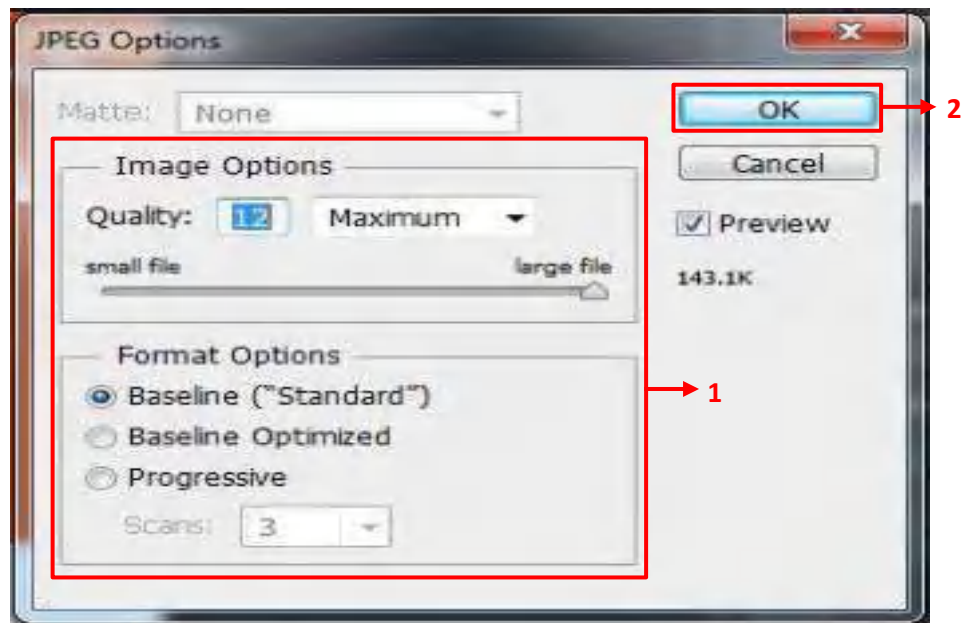 JPEG Options
Matte: None
OK
2
Image Options
Cancel
Quality: 12 Maximum
Preview
small file large file
143.1K
Format Options
Baseline ("Standard")
1
Baseline Optimized
Progressive
Scans: 3